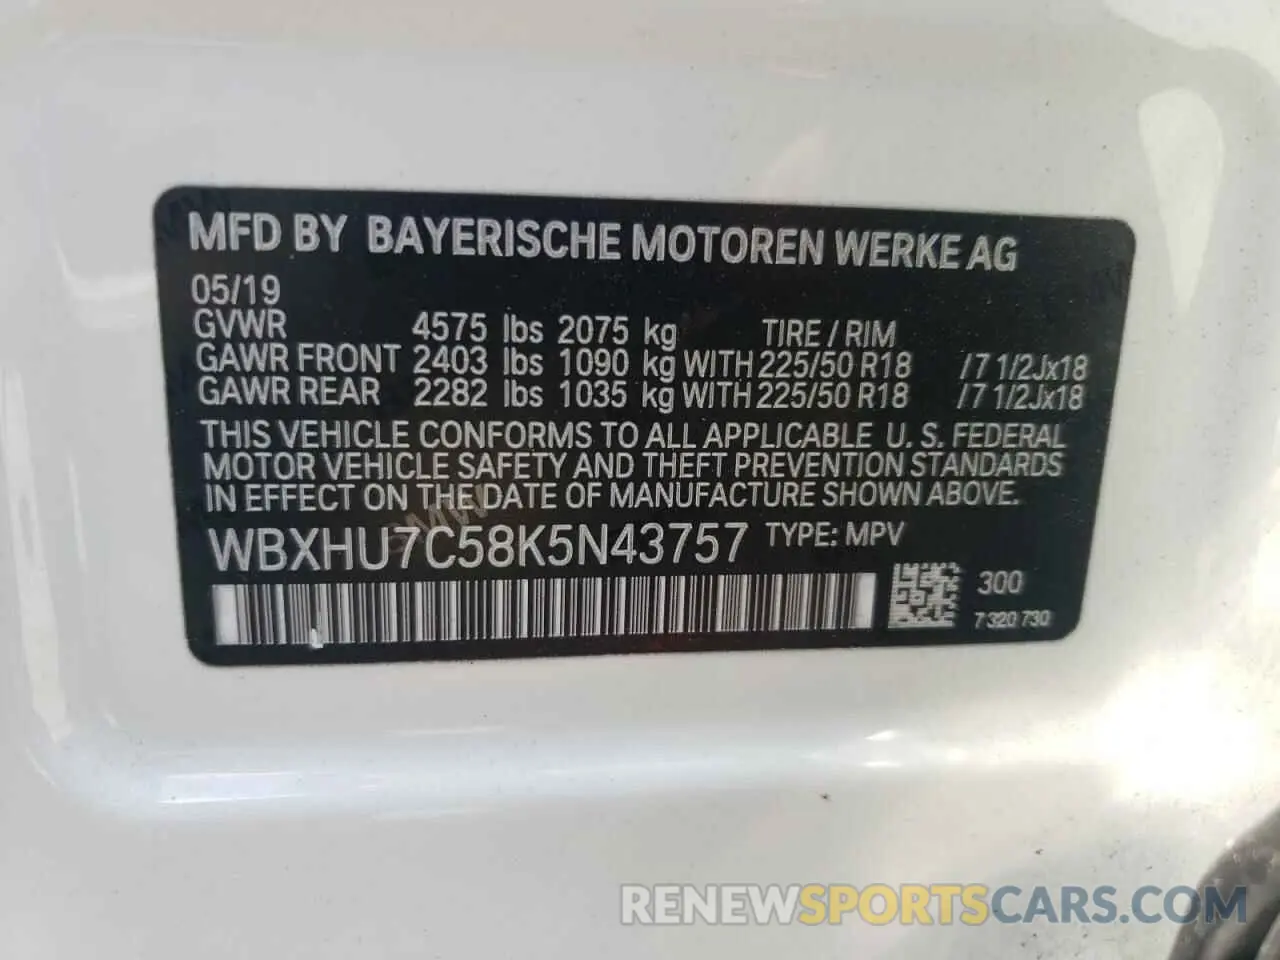 MFD BY BAYERISCHE MOTOREN WERKE AG
05/19
GVWR 4575 lbs 2075 kg TIRE / RIM
GAWR FRONT 2403 lbs 1090 kg WITH 225/50 R18 /7 1/2Jx18
GAWR REAR 2282 lbs 1035 kg WITH 225/50 R18 /7 1/2Jx18
THIS VEHICLE CONFORMS TO ALL APPLICABLE U. S. FEDERAL
MOTOR VEHICLE SAFETY AND THEFT PREVENTION STANDARDS
IN EFFECT ON THE DATE OF MANUFACTURE SHOWN ABOVE.
WBXHU7C58K5N43757 TYPE: MPV
300
7 320 730
RENEWSPORTSCARS.COM